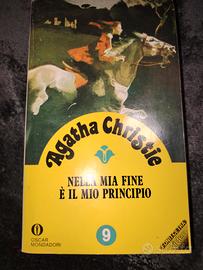 Agatha Christie
NELLA MIA FINE
È IL MIO PRINCIPIO
OSCAR
MONDADORI
9